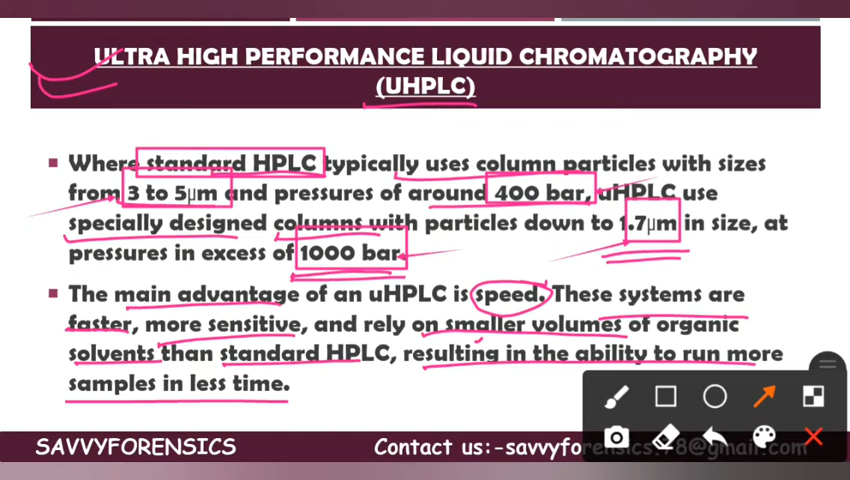 ULTRA HIGH PERFORMANCE LIQUID CHROMATOGRAPHY
(UHPLC)
Where standard HPLC typically uses column particles with sizes
from 3 to 5μm and pressures of around 400 bar, uHPLC use
specially designed columns with particles down to 1.7μm in size, at
pressures in excess of 1000 bar.
The main advantage of an uHPLC is speed. These systems are
faster, more sensitive, and rely on smaller volumes of organic
solvents than standard HPLC, resulting in the ability to run more
samples in less time.
SAVVYFORENSICS
Contact us:-savvyforensics 8@gmail.com